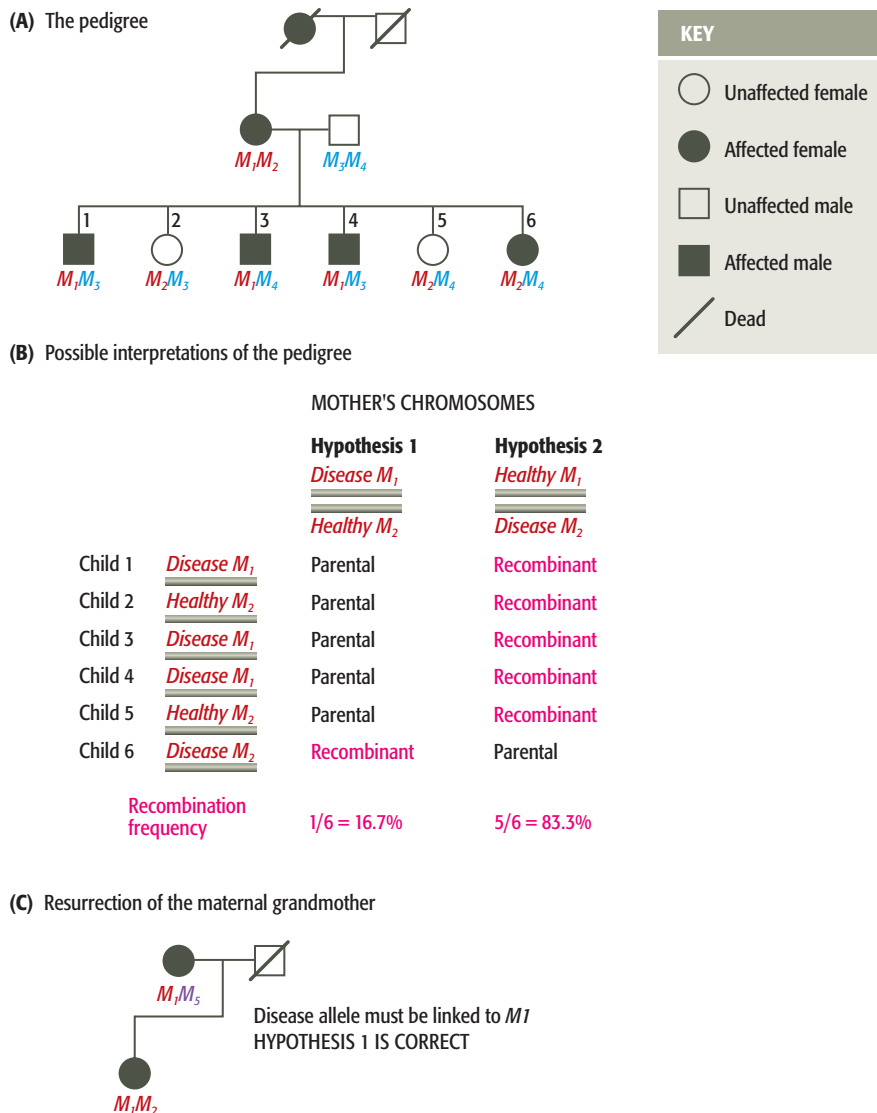 (A) The pedigree
KEY
Unaffected female
Affected female
Unaffected male
Affected male
Dead
M1M2 M3M4
1 2 3 4 5 6
M1M3 M2M3 M1M4 M1M3 M2M4 M2M4
(B) Possible interpretations of the pedigree
MOTHER'S CHROMOSOMES
Hypothesis 1 Hypothesis 2
Disease M1 Healthy M1
Healthy M2 Disease M2
Child 1 Disease M1 Parental Recombinant
Child 2 Healthy M2 Parental Recombinant
Child 3 Disease M1 Parental Recombinant
Child 4 Disease M1 Parental Recombinant
Child 5 Healthy M2 Parental Recombinant
Child 6 Disease M2 Recombinant Parental
Recombination
frequency 1/6 = 16.7% 5/6 = 83.3%
(C) Resurrection of the maternal grandmother
M1M5
Disease allele must be linked to M1
HYPOTHESIS 1 IS CORRECT
M1M2